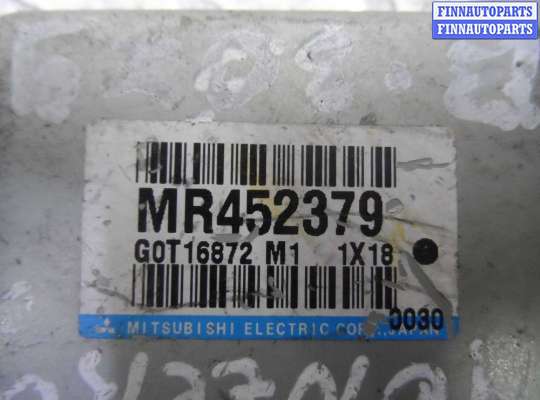 FINNAUTOPARTS
FINNAUTOPARTS
MR452379
G0T16872 M1 1X18
0030
MITSUBISHI ELECTRIC CORP., JAPAN